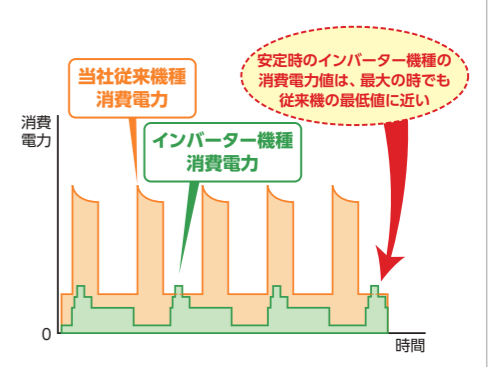 安定時のインバーター機種の
消費電力値は、最大の時でも
従来機の最低値に近い
当社従来機種
消費電力
インバーター機種
消費電力
消費
電力
0
時間